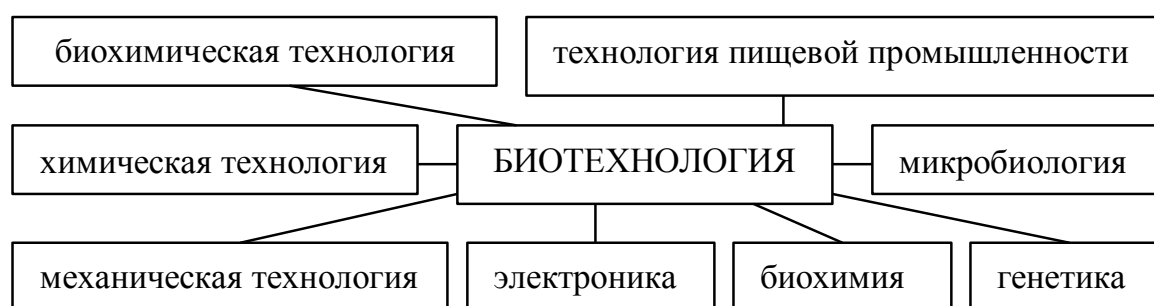 биохимическая технология
технология пищевой промышленности
химическая технология
БИОТЕХНОЛОГИЯ
микробиология
механическая технология
электроника
биохимия
генетика